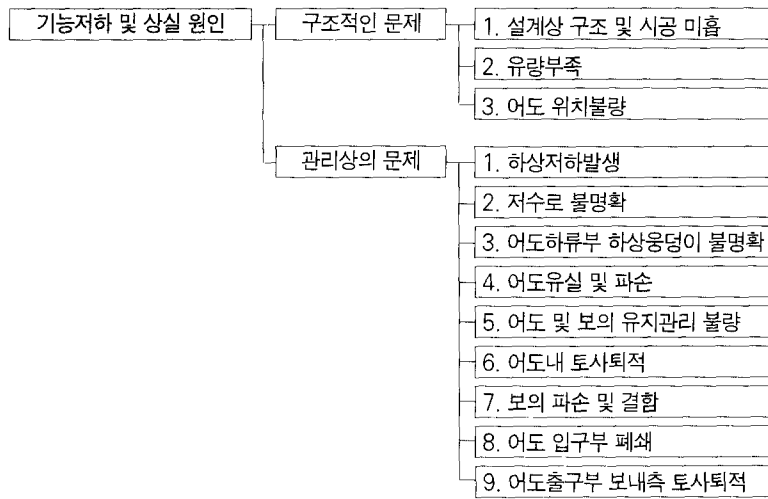 기능저하 및 상실 원인
구조적인 문제
1. 설계상 구조 및 시공 미흡
2. 유량부족
3. 어도 위치불량
관리상의 문제
1. 하상저하발생
2. 저수로 불명확
3. 어도하류부 하상웅덩이 불명확
4. 어도유실 및 파손
5. 어도 및 보의 유지관리 불량
6. 어도내 토사퇴적
7. 보의 파손 및 결함
8. 어도 입구부 폐쇄
9. 어도출구부 보내측 토사퇴적